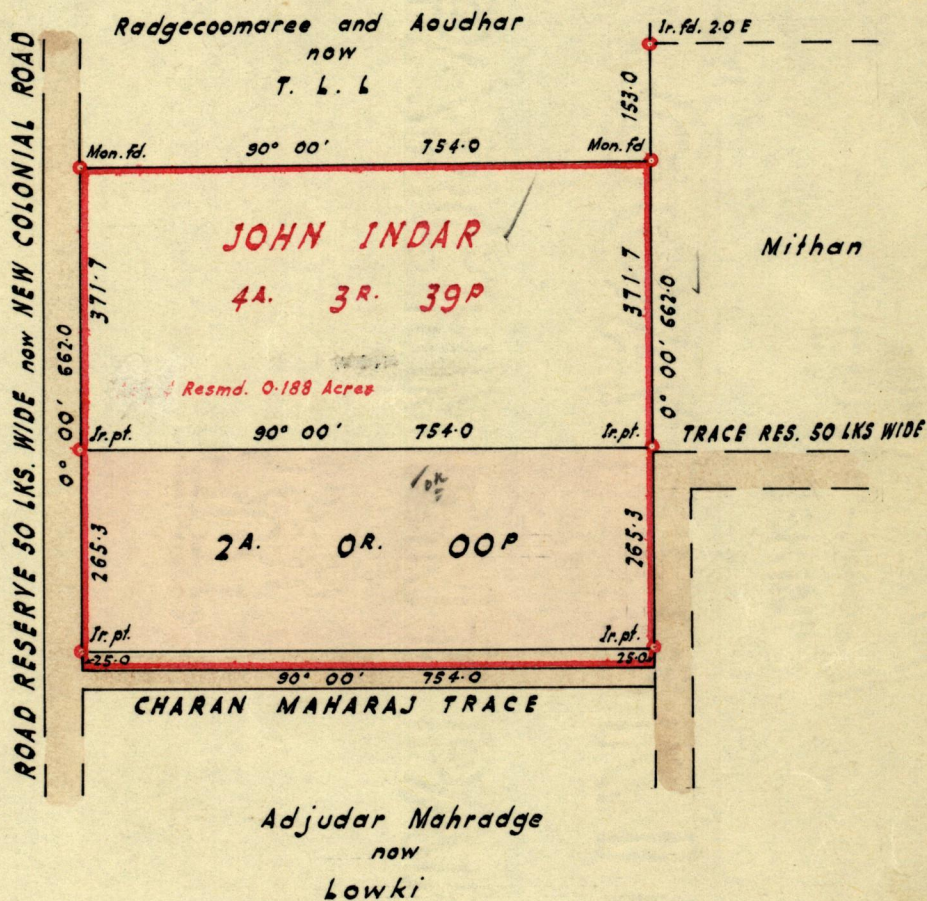 Radgecoomaree and Aoudhar
now
T. L. L
Ir. fd. 2.0 E
153.0
Mon. fd.
90° 00'
754.0
Mon. fd
ROAD RESERVE 50 LKS. WIDE now NEW COLONIAL ROAD
JOHN INDAR
4A. 3R. 39P
Mithan
371.7
0° 00' 662.0
371.7
0° 00' 662.0
Resmd. 0.188 Acres
Ir. pt.
90° 00'
754.0
Ir. pt.
TRACE RES. 50 LKS WIDE
ok
2A. 0R. 00P
265.3
265.3
Ir. pt.
Ir. pt.
25.0
25.0
90° 00'
754.0
CHARAN MAHARAJ TRACE
Adjudar Mahradge
now
Lowki